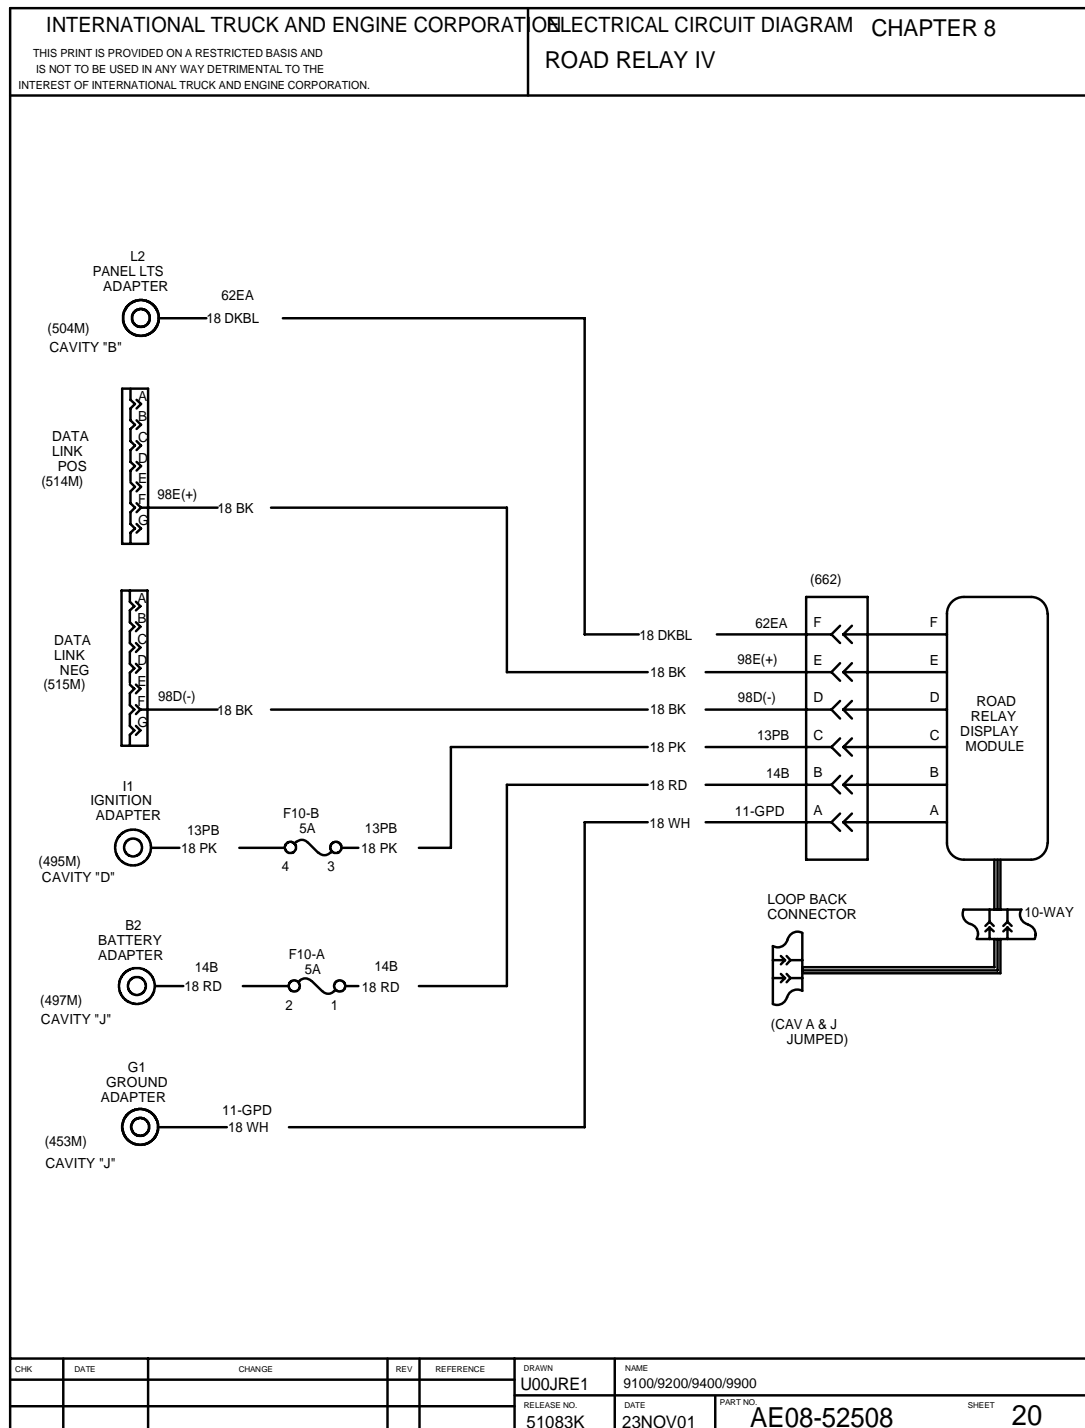 INTERNATIONAL TRUCK AND ENGINE CORPORATION
THIS PRINT IS PROVIDED ON A RESTRICTED BASIS AND
IS NOT TO BE USED IN ANY WAY DETRIMENTAL TO THE
INTEREST OF INTERNATIONAL TRUCK AND ENGINE CORPORATION.
ELECTRICAL CIRCUIT DIAGRAM CHAPTER 8
ROAD RELAY IV
L2
PANEL LTS
ADAPTER
(504M)
CAVITY "B"
62EA
18 DKBL
DATA
LINK
POS
(514M)
A
B
C
D
E
F
G
98E(+)
18 BK
DATA
LINK
NEG
(515M)
A
B
C
D
E
F
G
98D(-)
18 BK
I1
IGNITION
ADAPTER
(495M)
CAVITY "D"
13PB
18 PK
F10-B
5A
4 3
13PB
18 PK
B2
BATTERY
ADAPTER
(497M)
CAVITY "J"
14B
18 RD
F10-A
5A
2 1
14B
18 RD
G1
GROUND
ADAPTER
(453M)
CAVITY "J"
11-GPD
18 WH
(662)
18 DKBL 62EA F F
18 BK 98E(+) E E
18 BK 98D(-) D D
18 PK 13PB C C
18 RD 14B B B
18 WH 11-GPD A A
ROAD
RELAY
DISPLAY
MODULE
LOOP BACK
CONNECTOR
10-WAY
(CAV A & J
JUMPED)
CHK DATE CHANGE REV REFERENCE
DRAWN
U00JRE1
NAME
9100/9200/9400/9900
RELEASE NO.
51083K
DATE
23NOV01
PART NO.
AE08-52508
SHEET 20